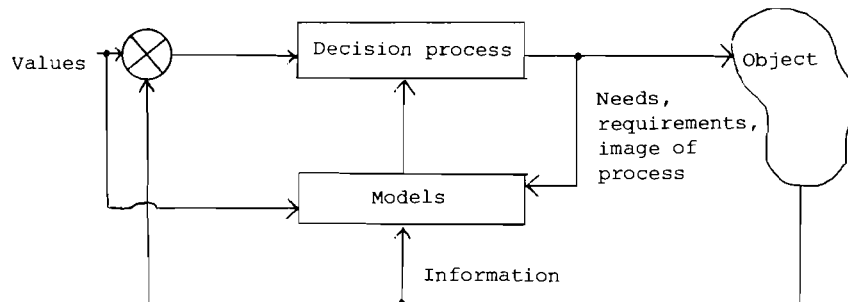 Decision process
Values
Object
Needs,
requirements,
image of
process
Models
Information